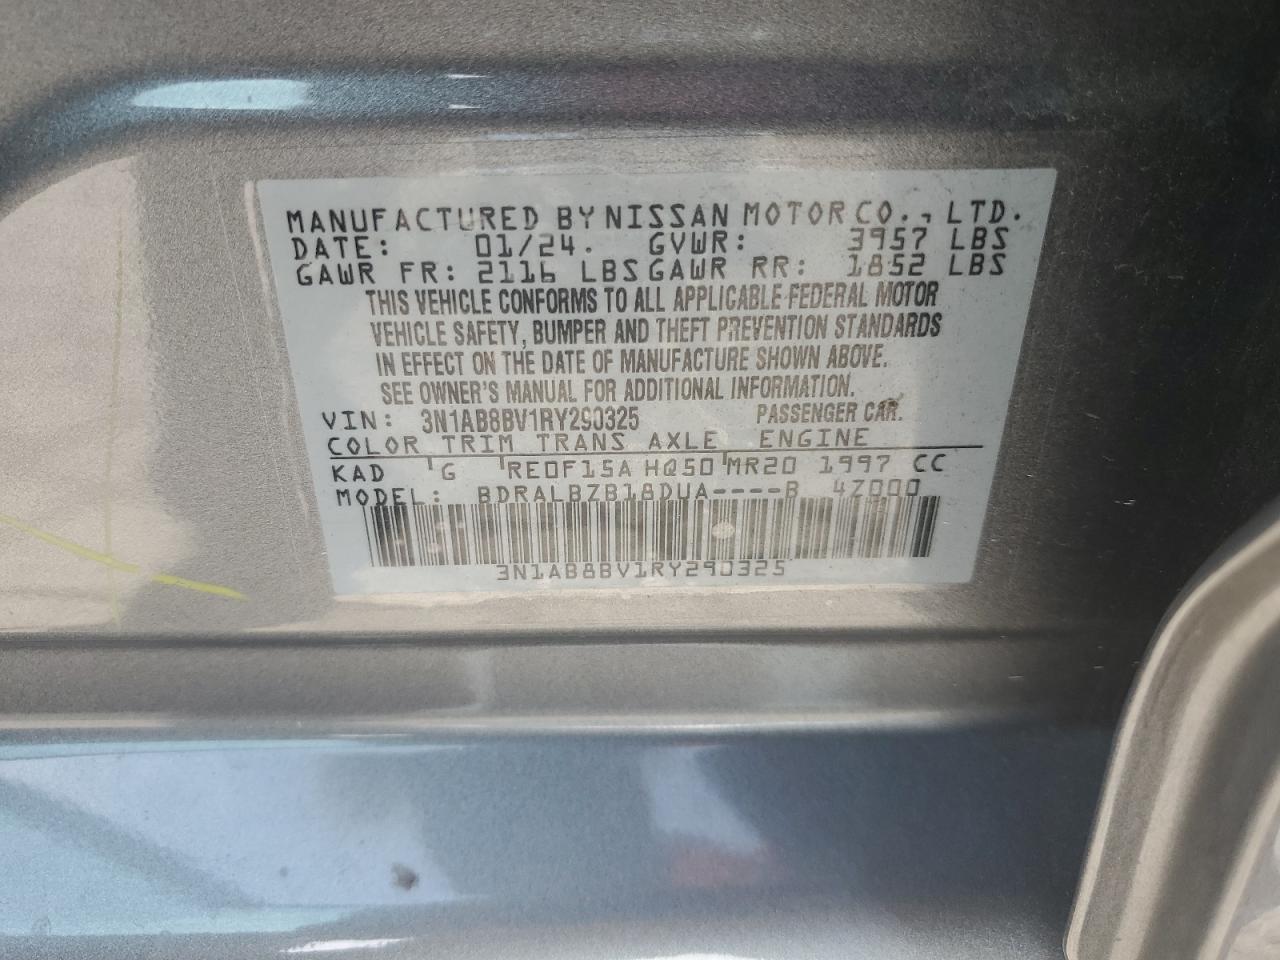 MANUFACTURED BY NISSAN MOTOR CO., LTD.
DATE: 01/24. GVWR: 3957 LBS
GAWR FR: 2116 LBS GAWR RR: 1852 LBS
THIS VEHICLE CONFORMS TO ALL APPLICABLE FEDERAL MOTOR
VEHICLE SAFETY, BUMPER AND THEFT PREVENTION STANDARDS
IN EFFECT ON THE DATE OF MANUFACTURE SHOWN ABOVE.
SEE OWNER'S MANUAL FOR ADDITIONAL INFORMATION.
VIN: 3N1AB8BV1RY290325 PASSENGER CAR.
COLOR TRIM TRANS AXLE ENGINE
KAD G RE0F15A HQ50 MR20 1997 CC
MODEL: BDRALBZB18DUA----B 4Z000
3N1AB8BV1RY290325